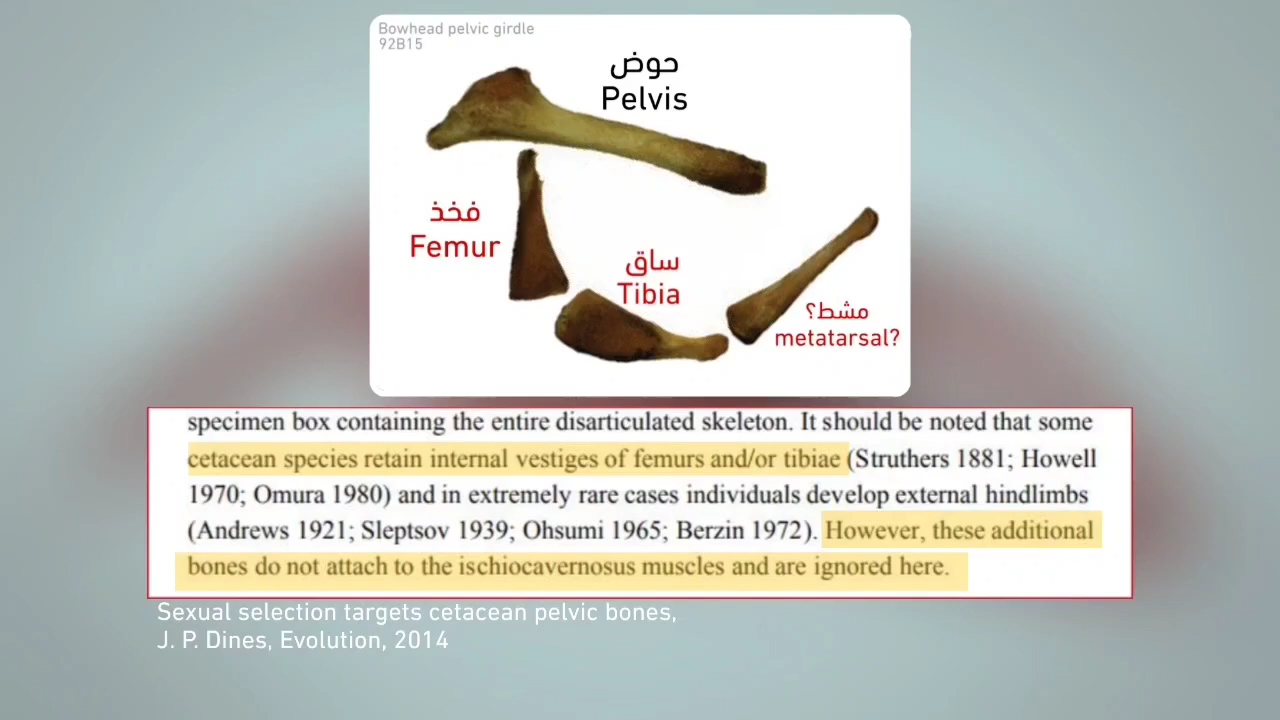 Bowhead pelvic girdle
92B15
حوض
Pelvis
فخذ
Femur
ساق
Tibia
مشط؟
metatarsal?
specimen box containing the entire disarticulated skeleton. It should be noted that some
cetacean species retain internal vestiges of femurs and/or tibiae (Struthers 1881; Howell
1970; Omura 1980) and in extremely rare cases individuals develop external hindlimbs
(Andrews 1921; Sleptsov 1939; Ohsumi 1965; Berzin 1972). However, these additional
bones do not attach to the ischiocavernosus muscles and are ignored here.
Sexual selection targets cetacean pelvic bones,
J. P. Dines, Evolution, 2014